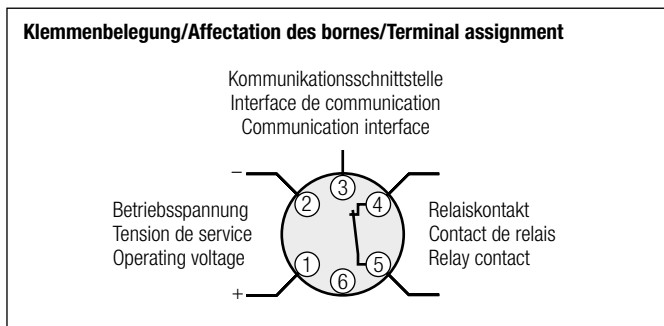 Klemmenbelegung/Affectation des bornes/Terminal assignment
Kommunikationsschnittstelle
Interface de communication
Communication interface
–
3
2
4
Betriebsspannung
Tension de service
Operating voltage
Relaiskontakt
Contact de relais
Relay contact
1
5
6
+